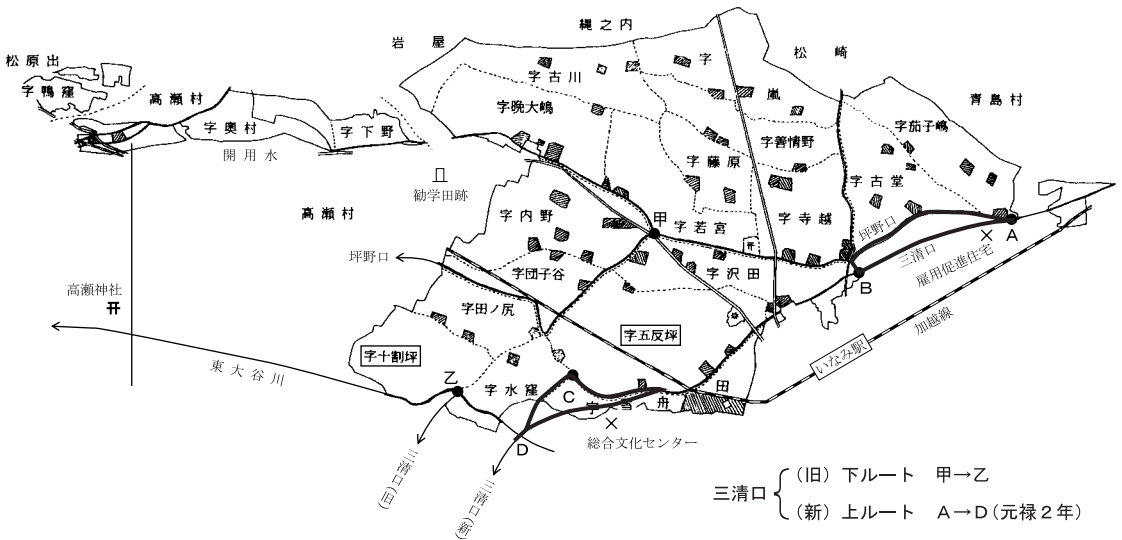 縄之内
岩屋
松崎
松原出
字鴨窪
高瀬村
字奥村
字下野
開用水
字古川
字晩大嶋
字
嵐
青島村
字茄子嶋
字善情野
字藤原
字古堂
勧学田跡
高瀬村
字内野
甲
字若宮
字寺越
坪野口
三清口
A
B
雇用促進住宅
坪野口
字団子谷
字沢田
加越線
高瀬神社
字田ノ尻
字五反坪
いなみ駅
字十割坪
東大谷川
乙
字水窪
C
字
舟
田
D
総合文化センター
三清口(旧)
三清口(新)
三清口
(旧)下ルート 甲→乙
(新)上ルート A→D(元禄2年)